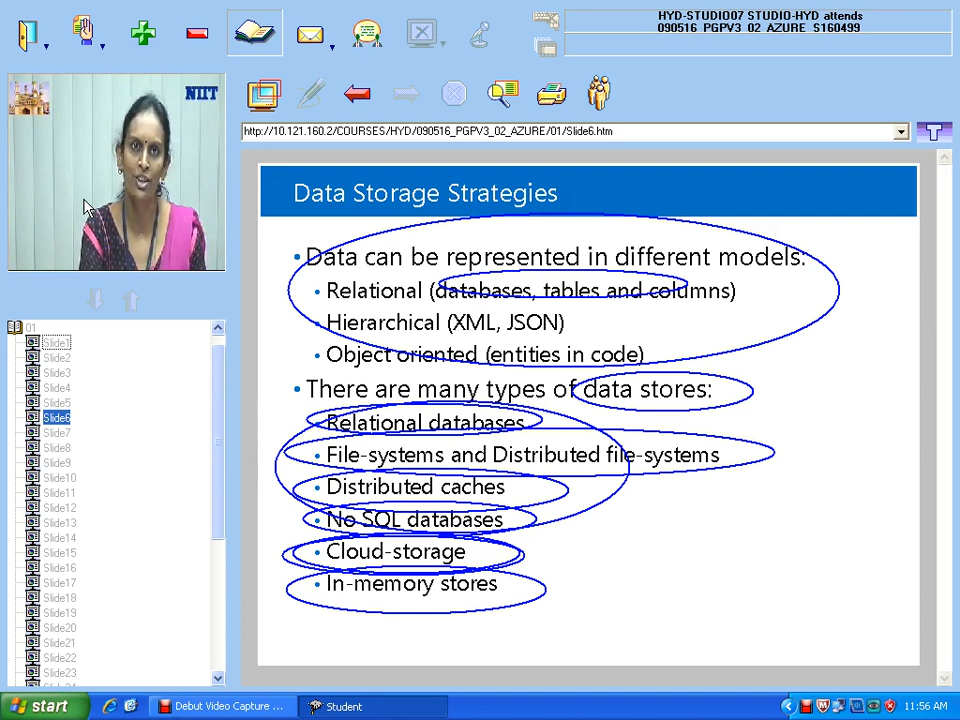 HYD-STUDIO07 STUDIO-HYD attends
090516_PGPV3_02_AZURE_S160499
NIIT
http://10.121.160.2/COURSES/HYD/090516_PGPV3_02_AZURE/01/Slide6.htm
T
Data Storage Strategies
•Data can be represented in different models:
• Relational (databases, tables and columns)
• Hierarchical (XML, JSON)
• Object oriented (entities in code)
•There are many types of data stores:
• Relational databases
• File-systems and Distributed file-systems
• Distributed caches
• No SQL databases
• Cloud-storage
• In-memory stores
01
Slide1
Slide2
Slide3
Slide4
Slide5
Slide6
Slide7
Slide8
Slide9
Slide10
Slide11
Slide12
Slide13
Slide14
Slide15
Slide16
Slide17
Slide18
Slide19
Slide20
Slide21
Slide22
Slide23
start
Debut Video Capture ...
Student
11:56 AM